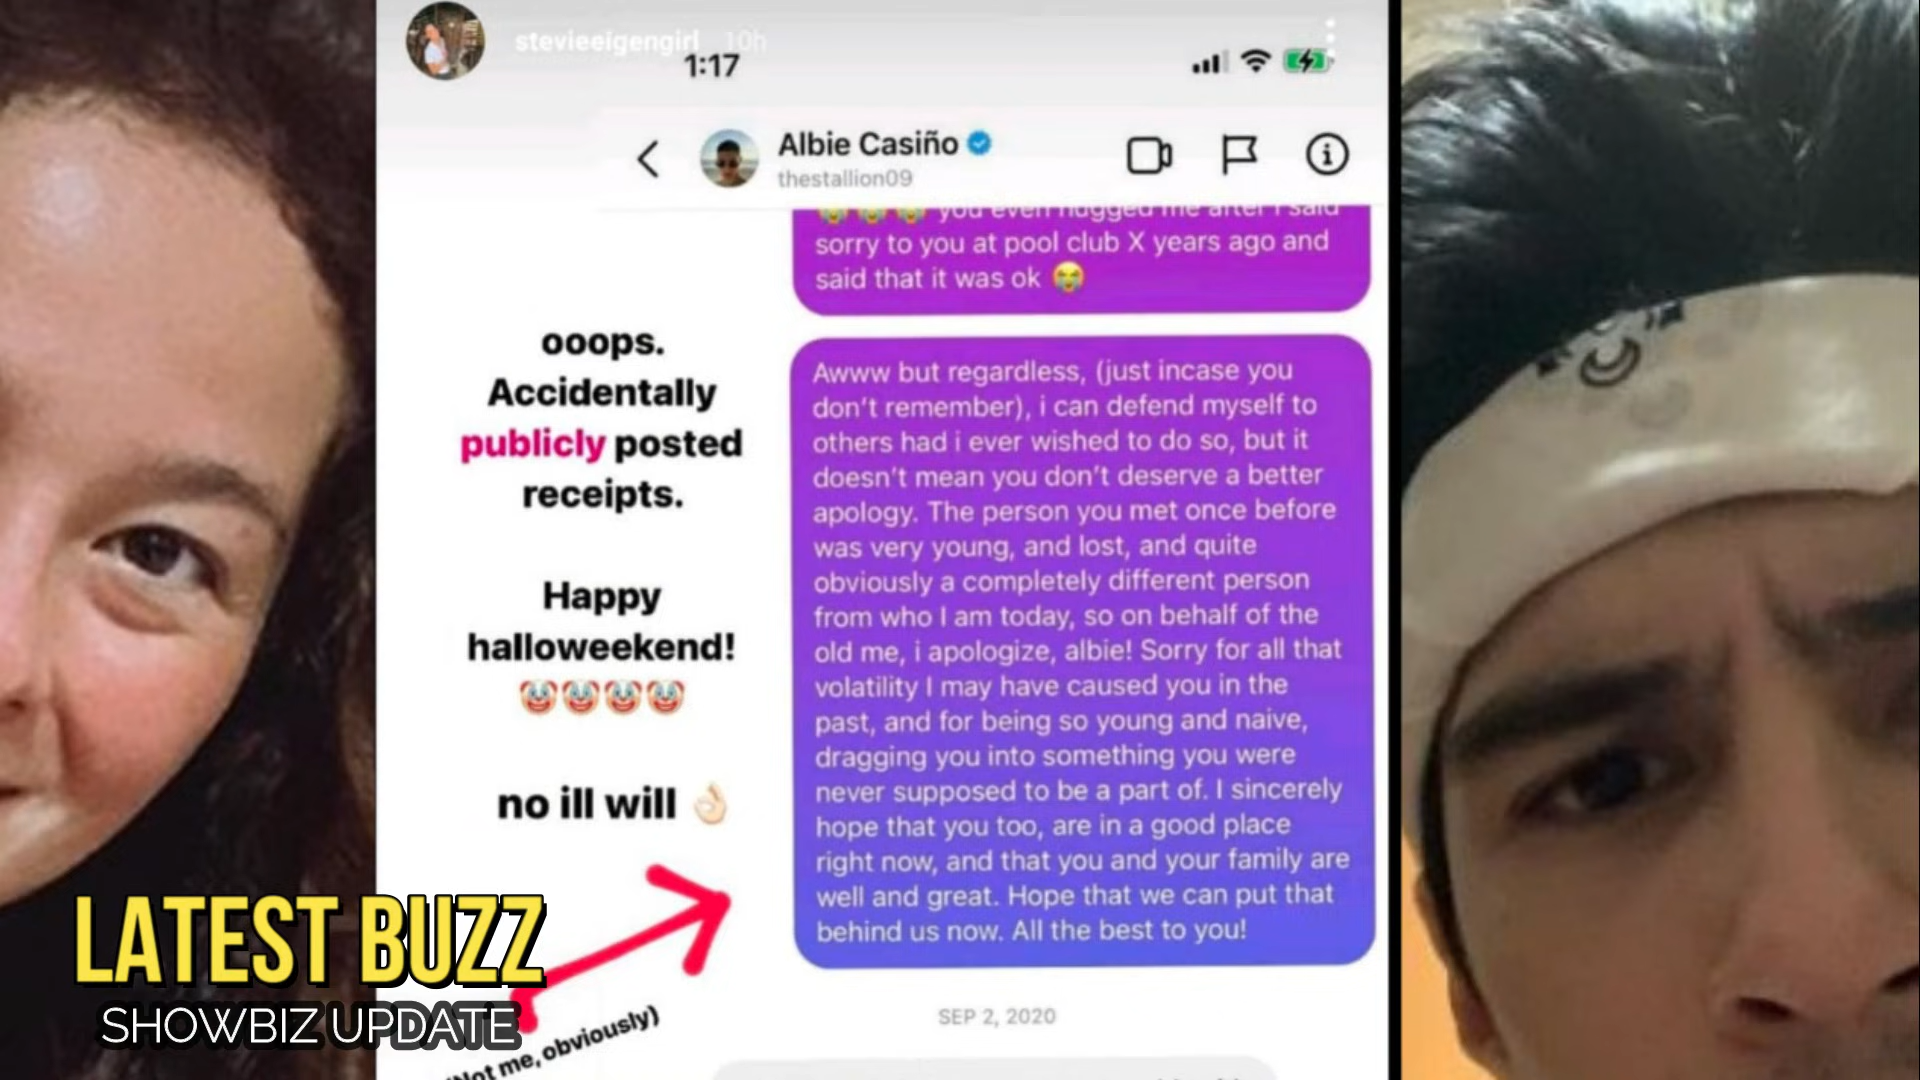 stevieeigengirl 10h
1:17
Albie Casiño
thestallion09
you even hugged me after i said
sorry to you at pool club X years ago and
said that it was ok 😭
ooops.
Accidentally
publicly posted
receipts.
Happy
halloweekend!
🤡🤡🤡🤡
no ill will 👌🏻
Awww but regardless, (just incase you
don't remember), i can defend myself to
others had i ever wished to do so, but it
doesn't mean you don't deserve a better
apology. The person you met once before
was very young, and lost, and quite
obviously a completely different person
from who I am today, so on behalf of the
old me, i apologize, albie! Sorry for all that
volatility I may have caused you in the
past, and for being so young and naive,
dragging you into something you were
never supposed to be a part of. I sincerely
hope that you too, are in a good place
right now, and that you and your family are
well and great. Hope that we can put that
behind us now. All the best to you!
SEP 2, 2020
(Not me, obviously)
LATEST BUZZ
SHOWBIZ UPDATE